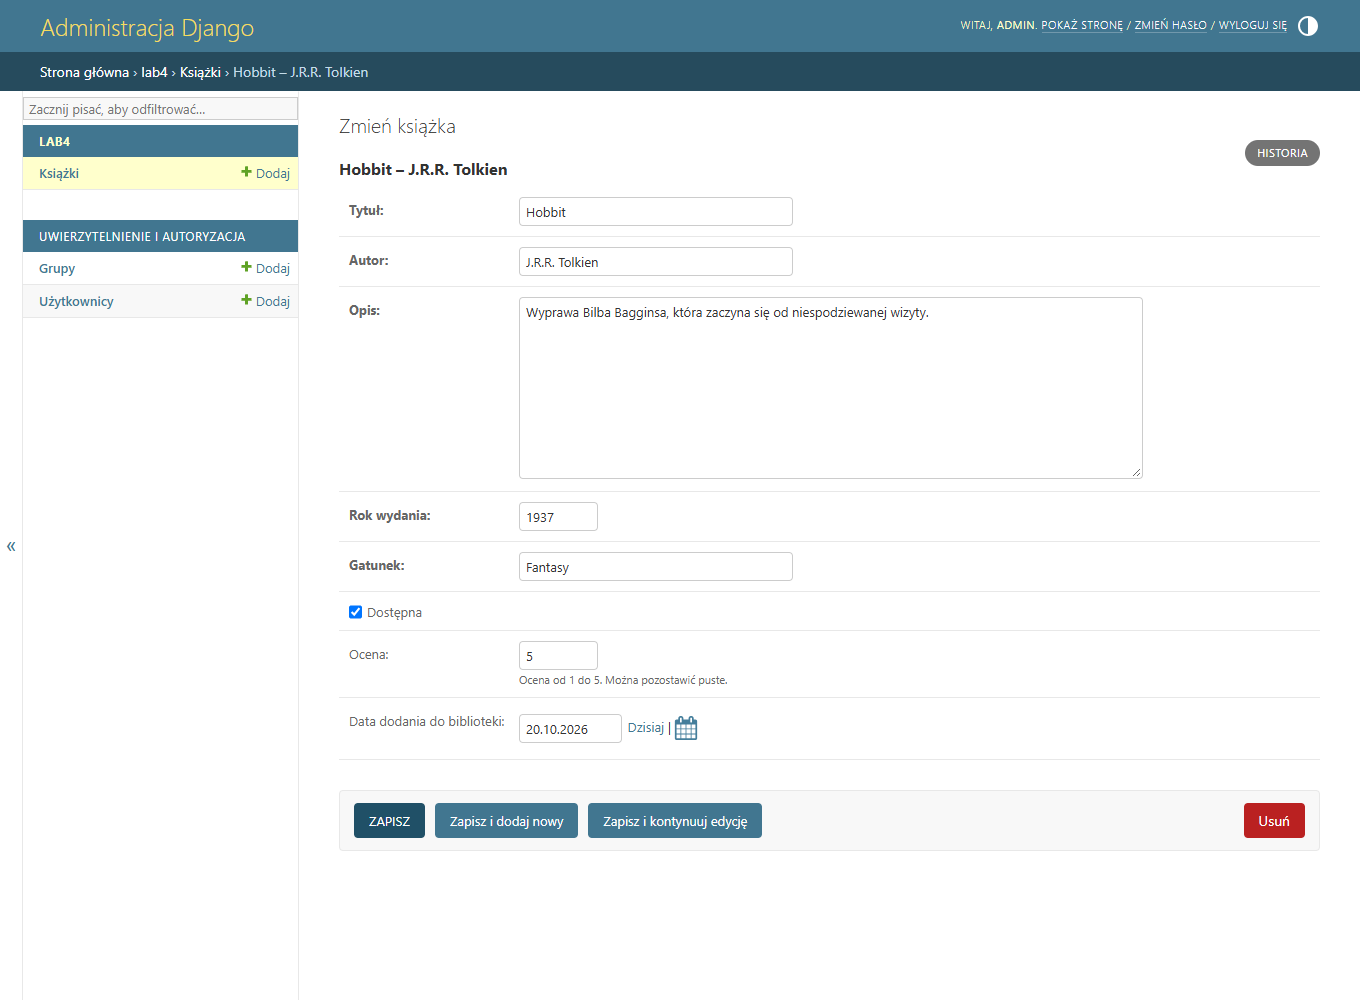 Administracja Django
WITAJ, ADMIN. POKAŻ STRONĘ / ZMIEŃ HASŁO / WYLOGUJ SIĘ
Strona główna › lab4 › Książki › Hobbit – J.R.R. Tolkien
Zacznij pisać, aby odfiltrować...
LAB4
Książki
Dodaj
UWIERZYTELNIENIE I AUTORYZACJA
Grupy
Dodaj
Użytkownicy
Dodaj
«
Zmień książka
HISTORIA
Hobbit – J.R.R. Tolkien
Tytuł:
Hobbit
Autor:
J.R.R. Tolkien
Opis:
Wyprawa Bilba Bagginsa, która zaczyna się od niespodziewanej wizyty.
Rok wydania:
1937
Gatunek:
Fantasy
Dostępna
Ocena:
5
Ocena od 1 do 5. Można pozostawić puste.
Data dodania do biblioteki:
20.10.2026
Dzisiaj |
ZAPISZ
Zapisz i dodaj nowy
Zapisz i kontynuuj edycję
Usuń